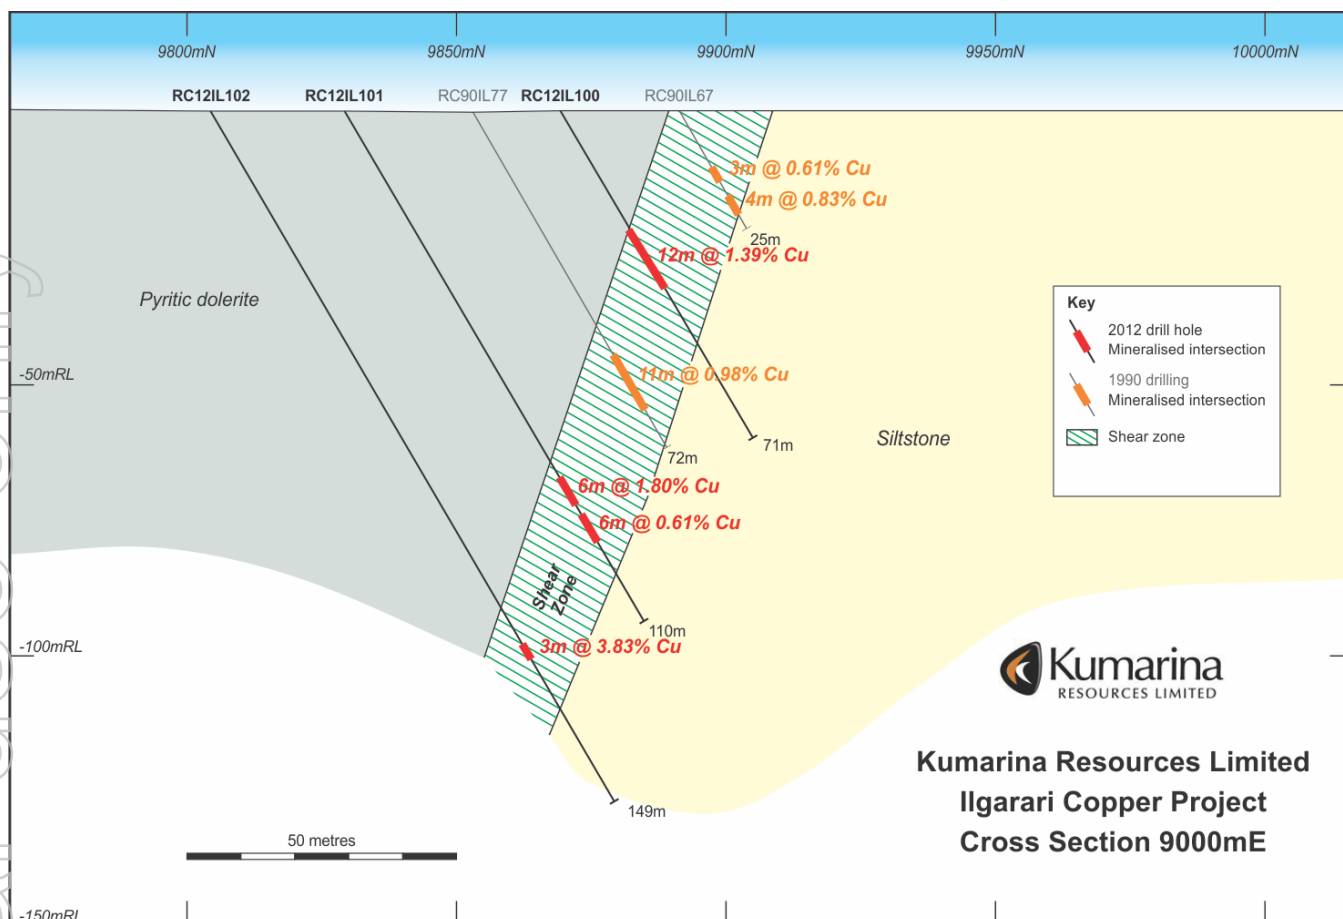 9800mN
9850mN
9900mN
9950mN
10000mN
RC12IL102
RC12IL101
RC90IL77
RC12IL100
RC90IL67
3m @ 0.61% Cu
4m @ 0.83% Cu
25m
12m @ 1.39% Cu
Pyritic dolerite
Key
2012 drill hole
Mineralised intersection
1990 drilling
Mineralised intersection
Shear zone
-50mRL
11m @ 0.98% Cu
Siltstone
71m
72m
6m @ 1.80% Cu
6m @ 0.61% Cu
Shear
Zone
110m
-100mRL
3m @ 3.83% Cu
Kumarina
RESOURCES LIMITED
Kumarina Resources Limited
Ilgarari Copper Project
Cross Section 9000mE
149m
50 metres
-150mRL